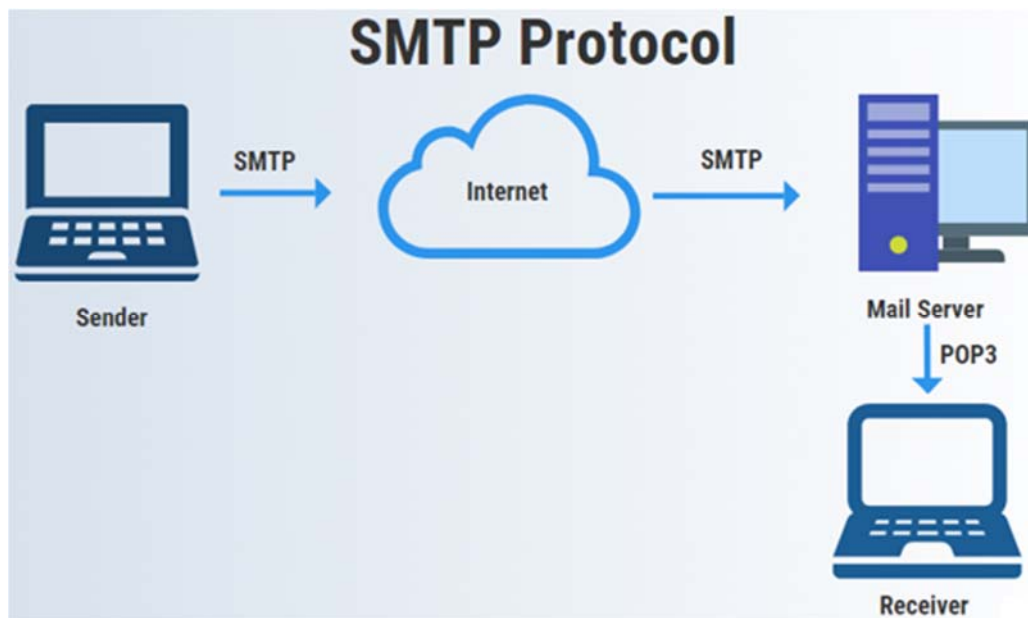 SMTP Protocol
SMTP
Internet
SMTP
Sender
Mail Server
POP3
Receiver